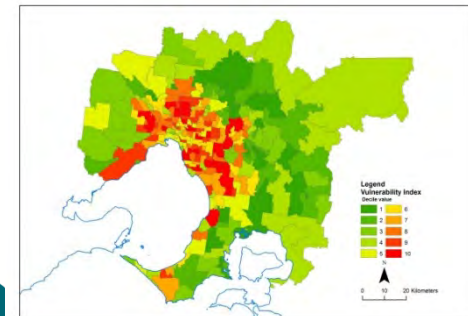 Legend
Vulnerability Index
Decile value
1 6
2 7
3 8
4 9
5 10
N
0 10 20 Kilometers